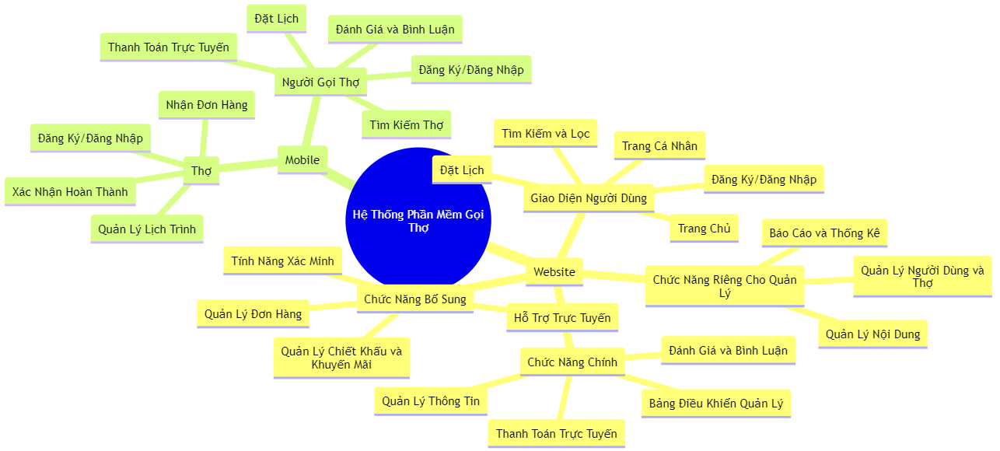 Đặt Lịch
Đánh Giá và Bình Luận
Thanh Toán Trực Tuyến
Đăng Ký/Đăng Nhập
Người Gọi Thợ
Nhận Đơn Hàng
Tìm Kiếm Thợ
Đăng Ký/Đăng Nhập
Mobile
Thợ
Xác Nhận Hoàn Thành
Quản Lý Lịch Trình
Hệ Thống Phần Mềm Gọi
Thợ
Tìm Kiếm và Lọc
Trang Cá Nhân
Đặt Lịch
Đăng Ký/Đăng Nhập
Giao Diện Người Dùng
Trang Chủ
Website
Báo Cáo và Thống Kê
Chức Năng Riêng Cho Quản
Lý
Quản Lý Người Dùng và
Thợ
Quản Lý Nội Dung
Tính Năng Xác Minh
Chức Năng Bổ Sung
Quản Lý Đơn Hàng
Hỗ Trợ Trực Tuyến
Quản Lý Chiết Khấu và
Khuyến Mãi
Chức Năng Chính
Đánh Giá và Bình Luận
Quản Lý Thông Tin
Bảng Điều Khiển Quản Lý
Thanh Toán Trực Tuyến